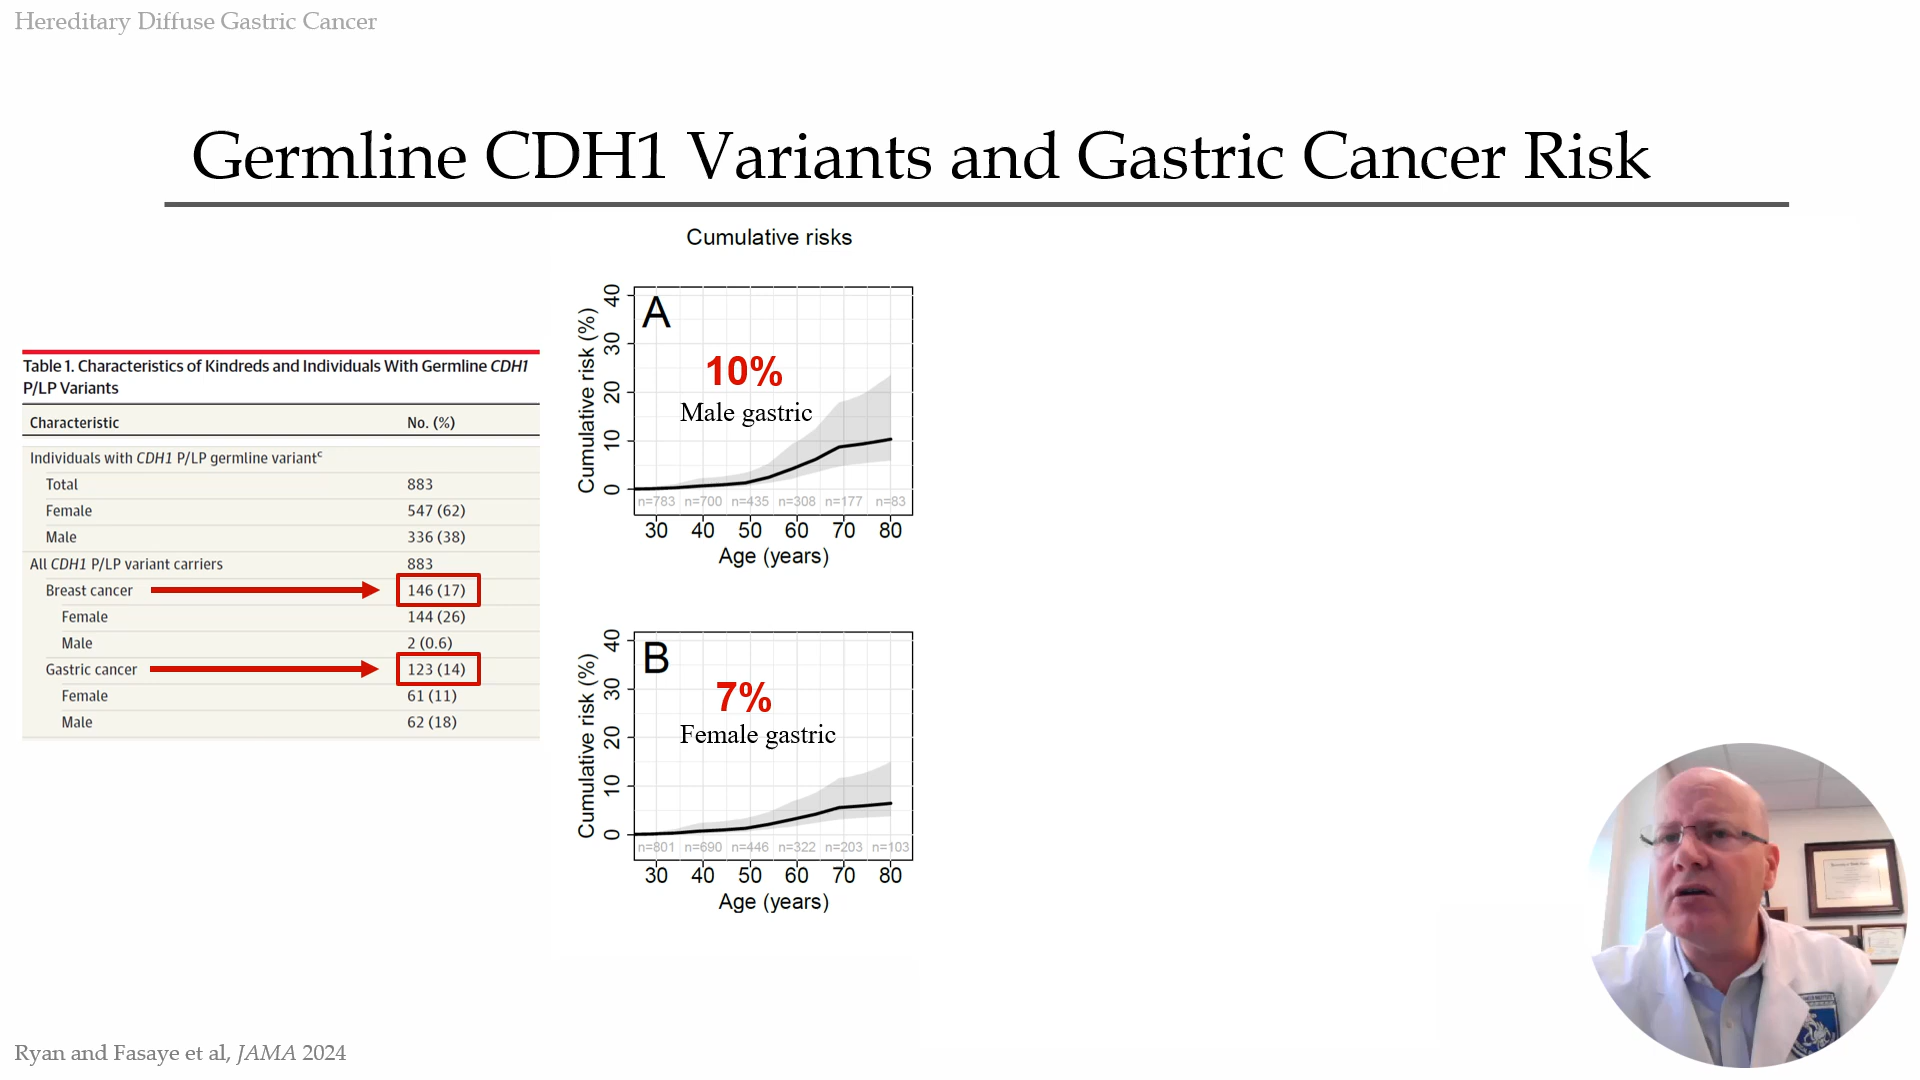 Hereditary Diffuse Gastric Cancer
Germline CDH1 Variants and Gastric Cancer Risk
Table 1. Characteristics of Kindreds and Individuals With Germline CDH1
P/LP Variants
Characteristic No. (%)
Individuals with CDH1 P/LP germline variantᶜ
Total 883
Female 547 (62)
Male 336 (38)
All CDH1 P/LP variant carriers 883
Breast cancer 146 (17)
Female 144 (26)
Male 2 (0.6)
Gastric cancer 123 (14)
Female 61 (11)
Male 62 (18)
Cumulative risks
A
10%
Male gastric
Cumulative risk (%)
40
30
20
10
0
n=783 n=700 n=435 n=308 n=177 n=83
30 40 50 60 70 80
Age (years)
B
7%
Female gastric
Cumulative risk (%)
40
30
20
10
0
n=801 n=690 n=446 n=322 n=203 n=103
30 40 50 60 70 80
Age (years)
Ryan and Fasaye et al, JAMA 2024